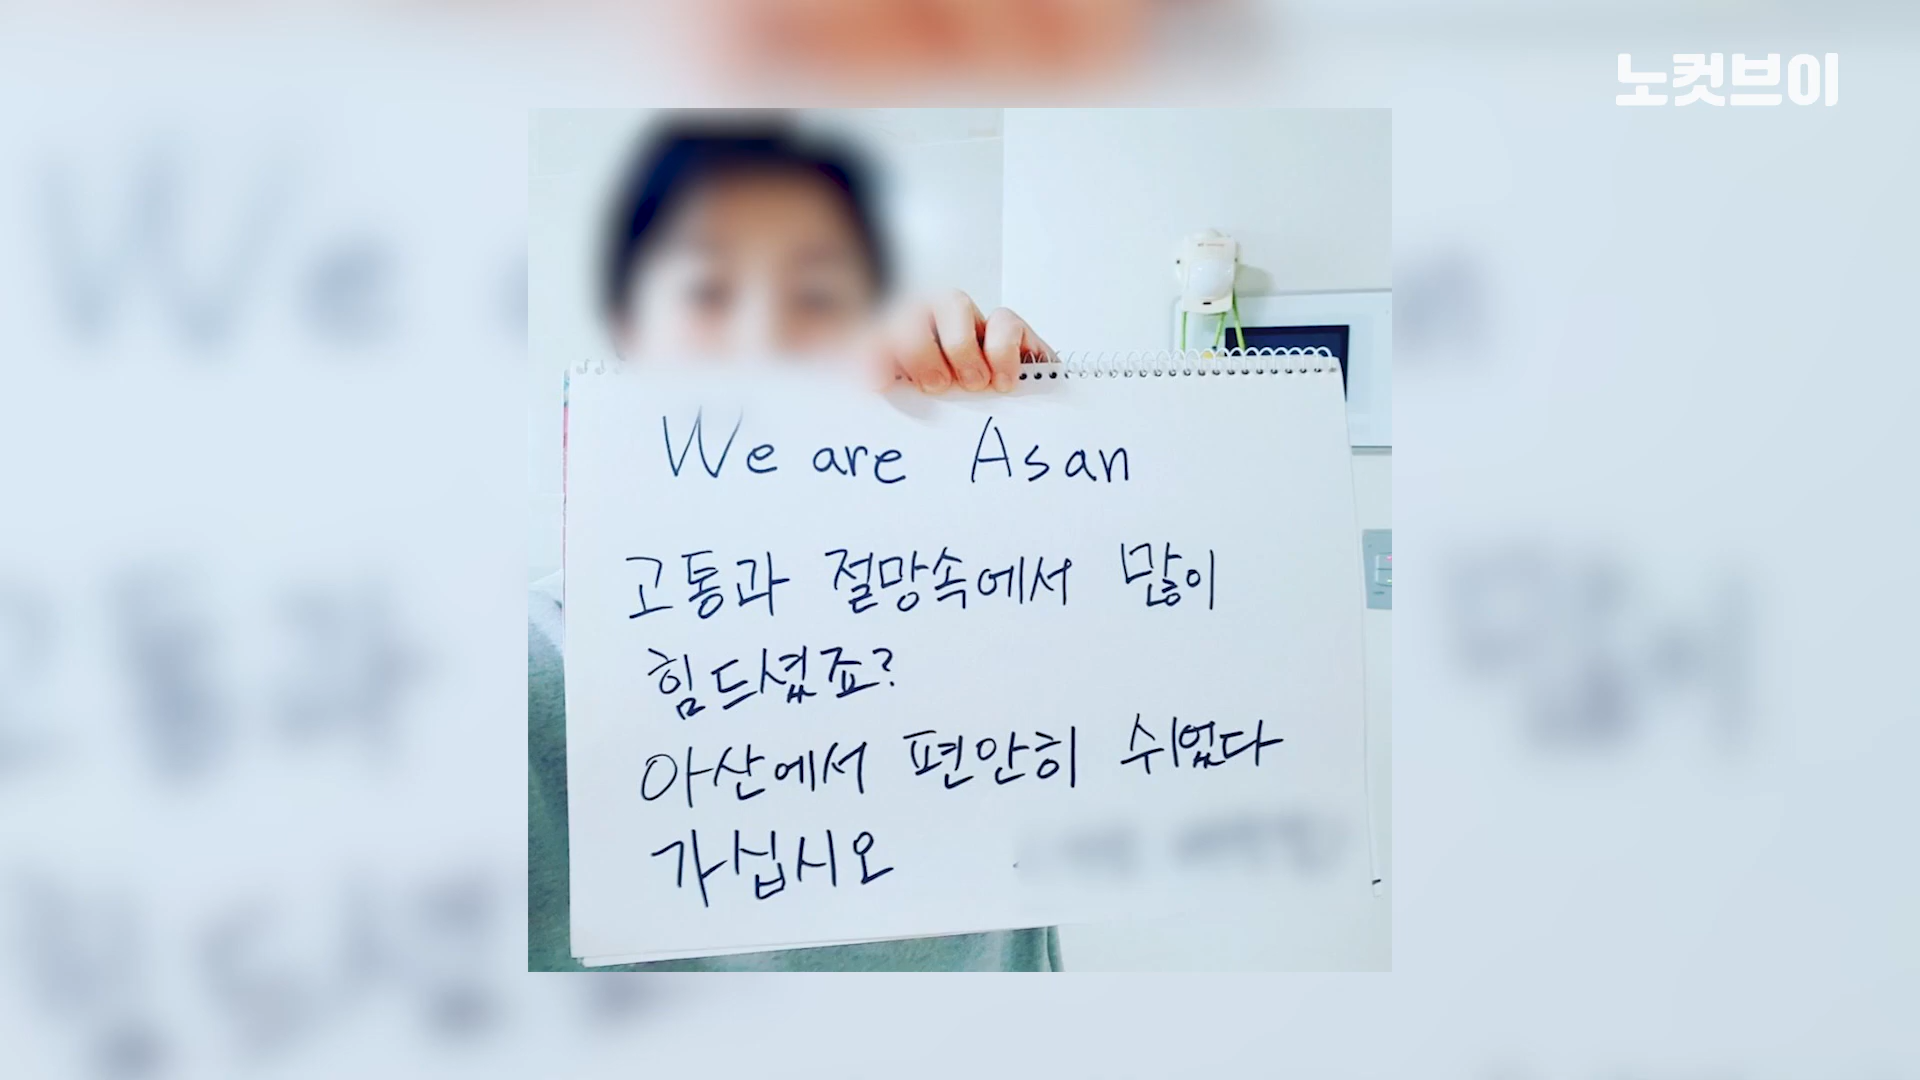 노컷브이
We are Asan
고통과 절망속에서 많이
힘드셨죠?
아산에서 편안히 쉬었다
가십시오